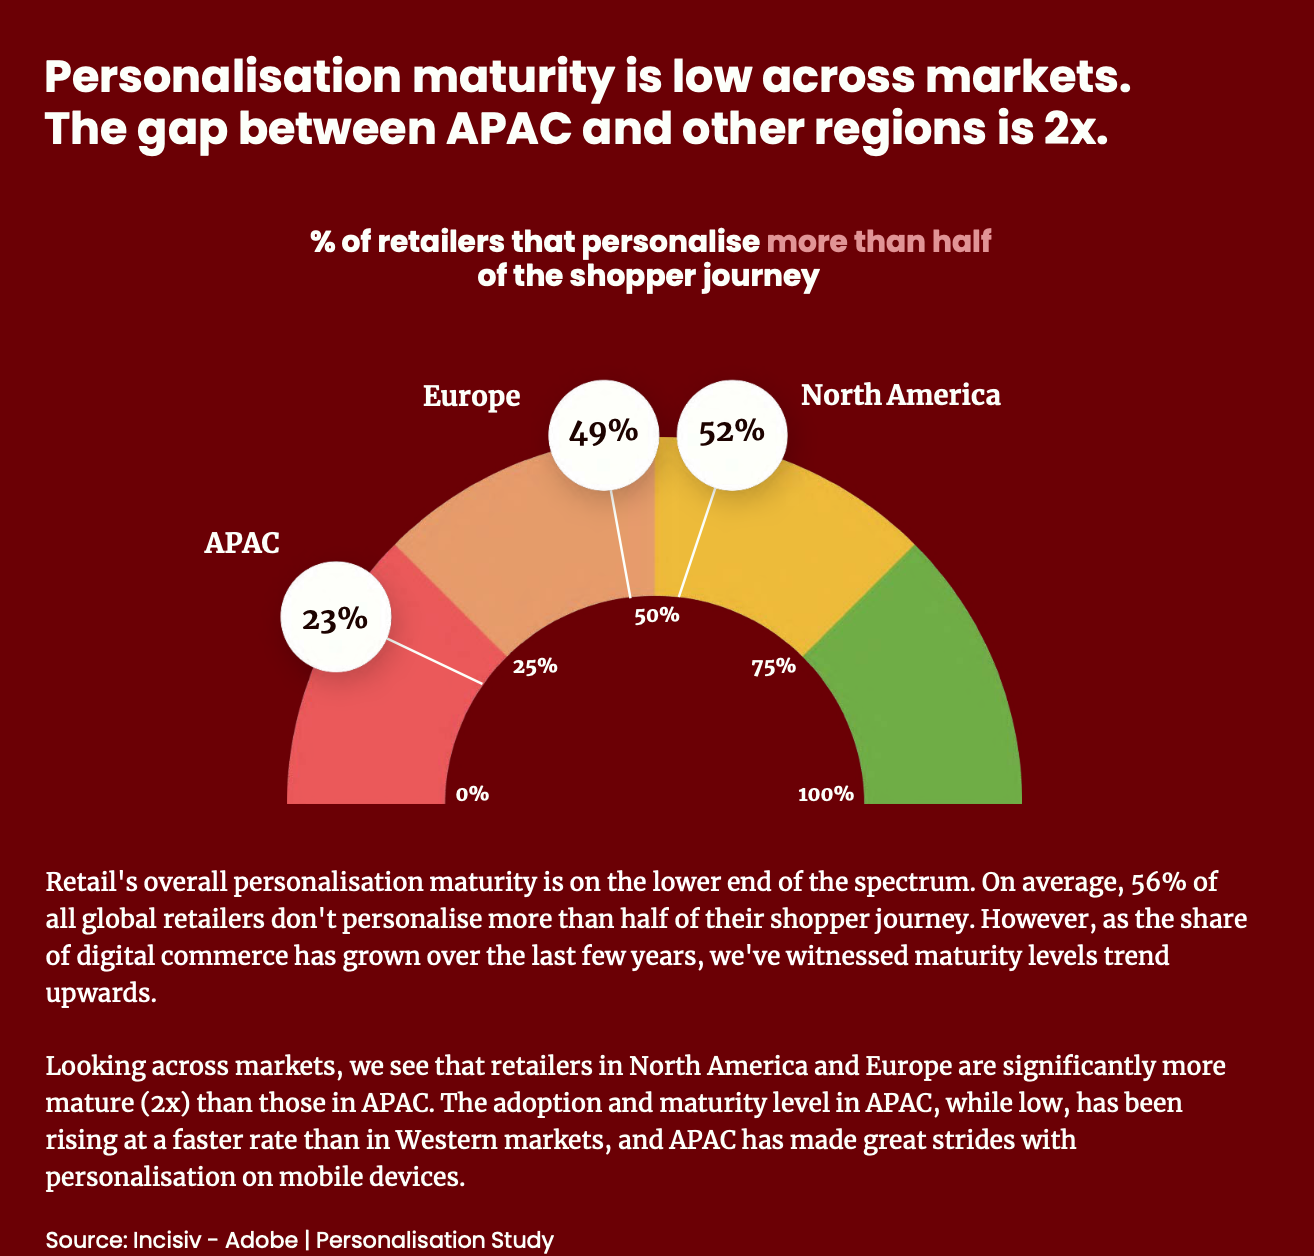 Personalisation maturity is low across markets.
The gap between APAC and other regions is 2x.
% of retailers that personalise more than half
of the shopper journey
Europe
49%
52%
North America
APAC
23%
50%
25%
75%
0%
100%
Retail's overall personalisation maturity is on the lower end of the spectrum. On average, 56% of
all global retailers don't personalise more than half of their shopper journey. However, as the share
of digital commerce has grown over the last few years, we've witnessed maturity levels trend
upwards.
Looking across markets, we see that retailers in North America and Europe are significantly more
mature (2x) than those in APAC. The adoption and maturity level in APAC, while low, has been
rising at a faster rate than in Western markets, and APAC has made great strides with
personalisation on mobile devices.
Source: Incisiv - Adobe | Personalisation Study